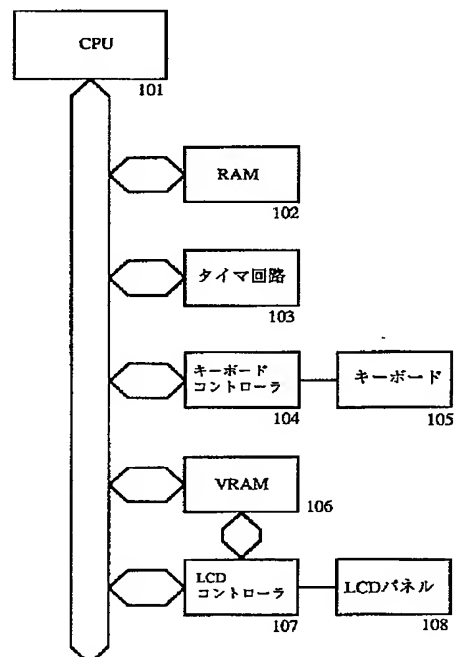 CPU
101
RAM
102
タイマ回路
103
キーボード
コントローラ
104
キーボード
105
VRAM
106
LCD
コントローラ
107
LCDパネル
108